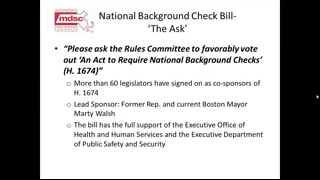 mdsc
National Background Check Bill-
'The Ask'
• "Please ask the Rules Committee to favorably vote
out 'An Act to Require National Background Checks'
(H. 1674)"
o More than 60 legislators have signed on as co-sponsors of
H. 1674
o Lead Sponsor: Former Rep. and current Boston Mayor
Marty Walsh
o The bill has the full support of the Executive Office of
Health and Human Services and the Executive Department
of Public Safety and Security